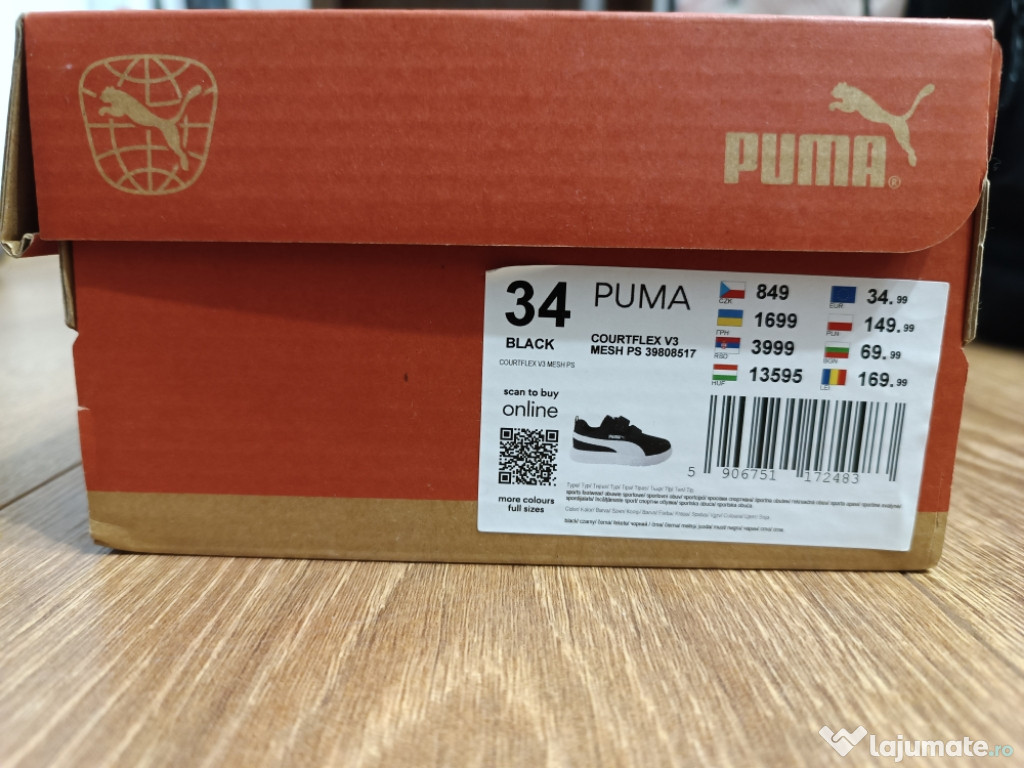 PUMA®
34 PUMA
BLACK
COURTFLEX V3
MESH PS 39808517
COURTFLEX V3 MESH PS
scan to buy
online
more colours
full sizes
CZK 849
EUR 34.99
ГРН 1699
PLN 149.99
RSD 3999
BGN 69.99
HUF 13595
LEI 169.99
5 906751 172483
lajumate.ro